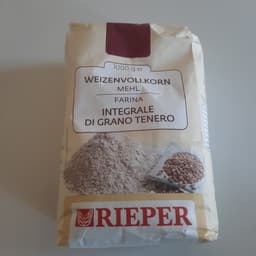 1000 g e
WEIZENVOLLKORN
MEHL
FARINA
INTEGRALE
DI GRANO TENERO
RIEPER